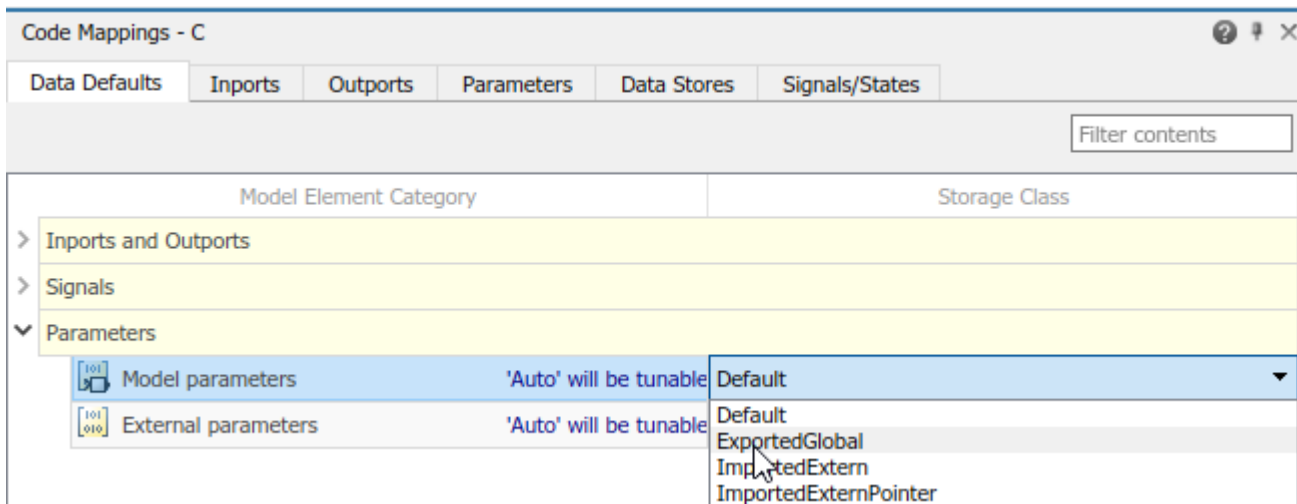 Code Mappings - C
Data Defaults Inports Outports Parameters Data Stores Signals/States
Filter contents
Model Element Category Storage Class
Inports and Outports
Signals
Parameters
Model parameters 'Auto' will be tunable Default
External parameters 'Auto' will be tunable
Default
ExportedGlobal
ImportedExtern
ImportedExternPointer